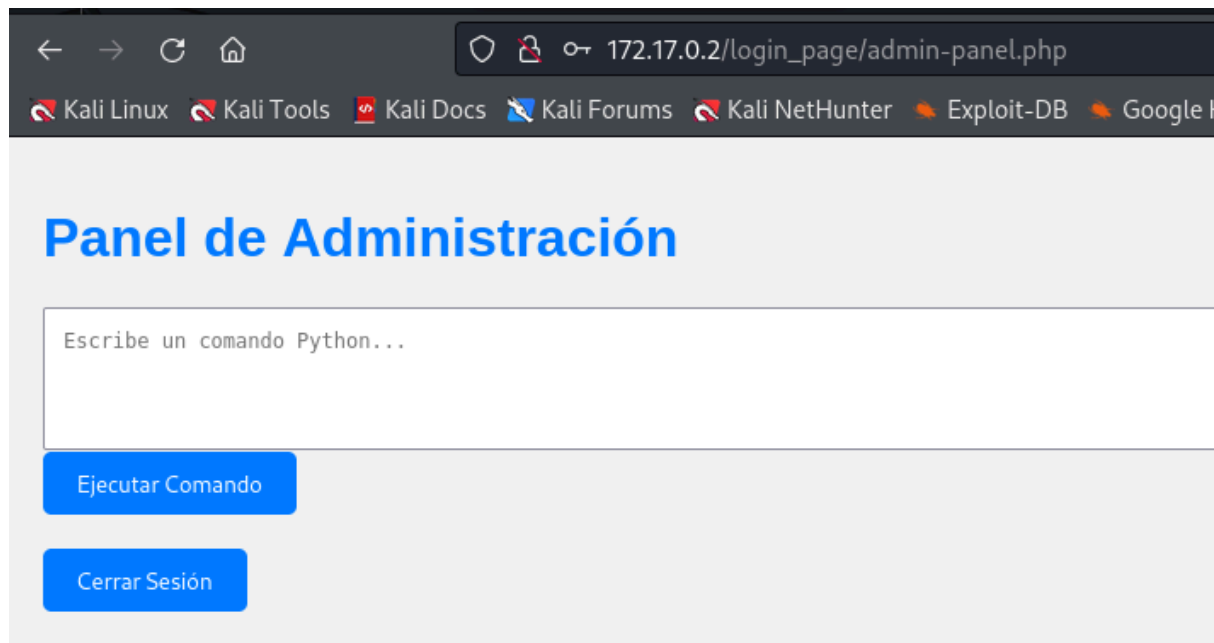 172.17.0.2/login_page/admin-panel.php
Kali Linux Kali Tools Kali Docs Kali Forums Kali NetHunter Exploit-DB Google
Panel de Administración
Escribe un comando Python...
Ejecutar Comando
Cerrar Sesión